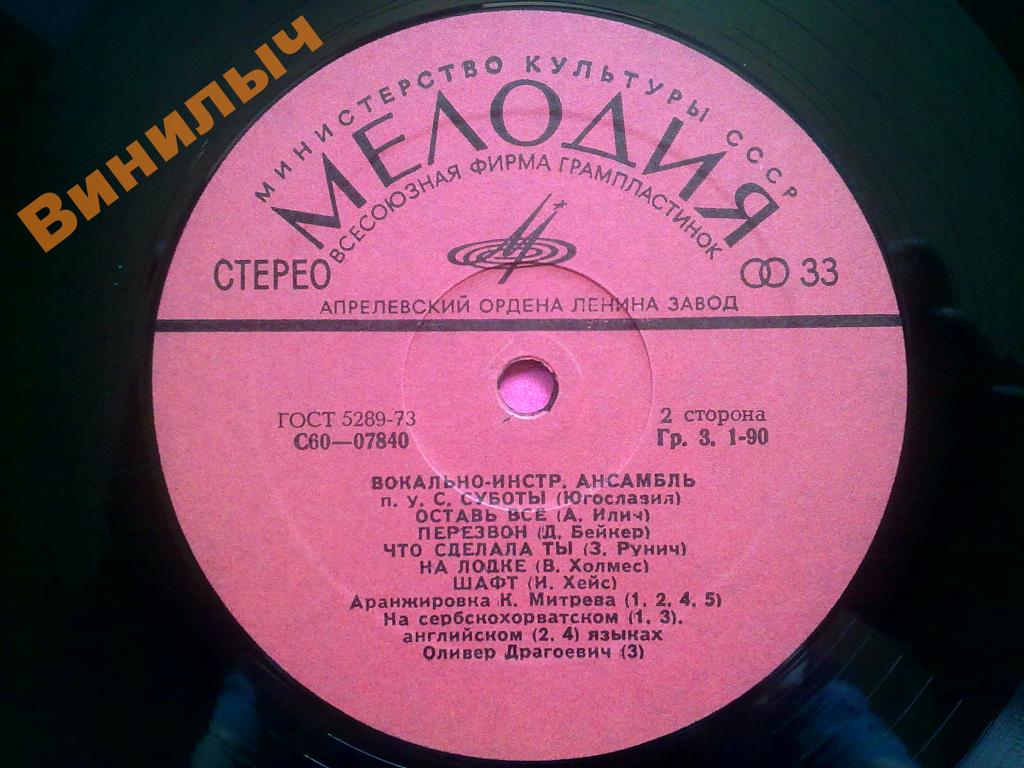 Винилыч
МИНИСТЕРСТВО КУЛЬТУРЫ СССР
МЕЛОДИЯ
ВСЕСОЮЗНАЯ ФИРМА ГРАМПЛАСТИНОК
СТЕРЕО
33
АПРЕЛЕВСКИЙ ОРДЕНА ЛЕНИНА ЗАВОД
ГОСТ 5289-73
С60—07840
2 сторона
Гр. 3. 1-90
ВОКАЛЬНО-ИНСТР. АНСАМБЛЬ
п. у. С. СУБОТЫ (Югославия)
ОСТАВЬ ВСЕ (А. Илич)
ПЕРЕЗВОН (Д. Бейкер)
ЧТО СДЕЛАЛА ТЫ (З. Рунич)
НА ЛОДКЕ (В. Холмес)
ШАФТ (И. Хейс)
Аранжировка К. Митрева (1, 2, 4, 5)
На сербскохорватском (1, 3),
английском (2, 4) языках
Оливер Драгоевич (3)